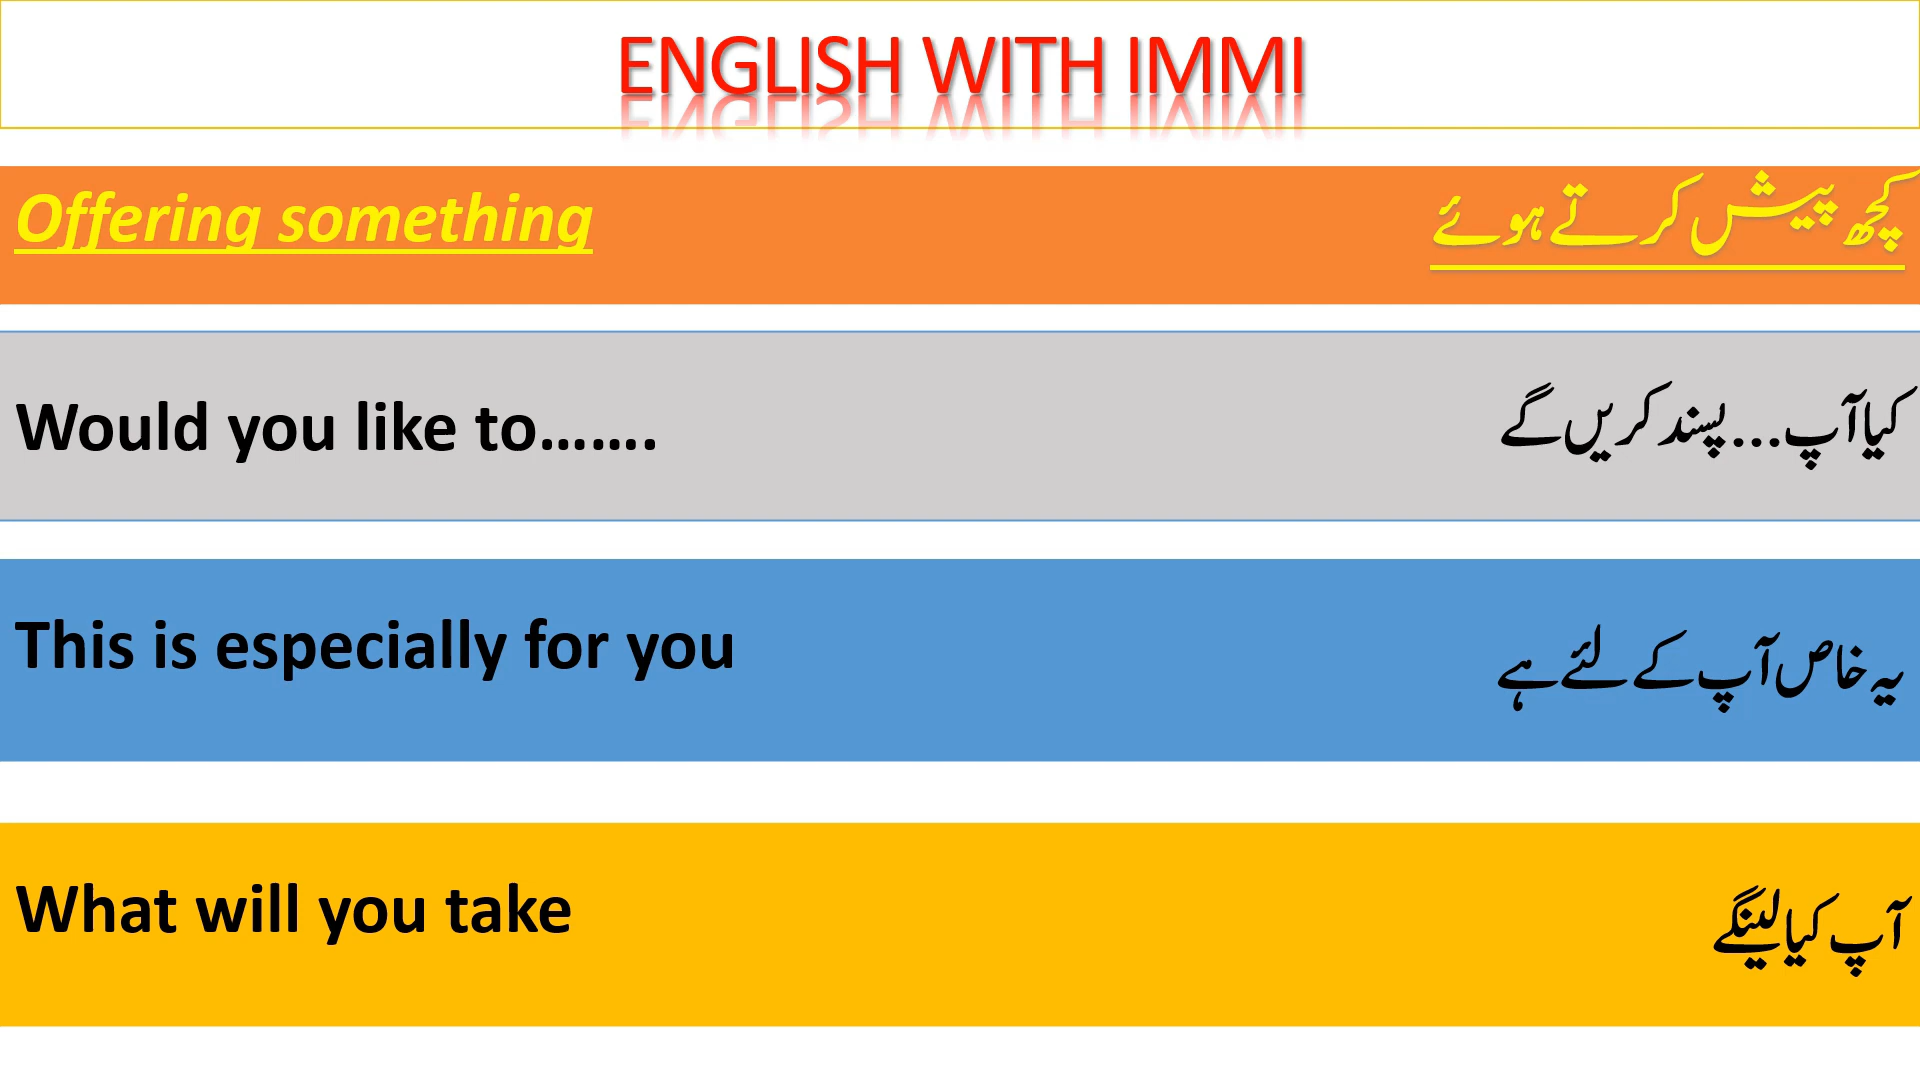 ENGLISH WITH IMMI
Offering something کچھ پیش کرتے ہوئے
Would you like to……. کیا آپ...پسند کریں گے
This is especially for you یہ خاص آپ کے لئے ہے
What will you take آپ کیا لینگے